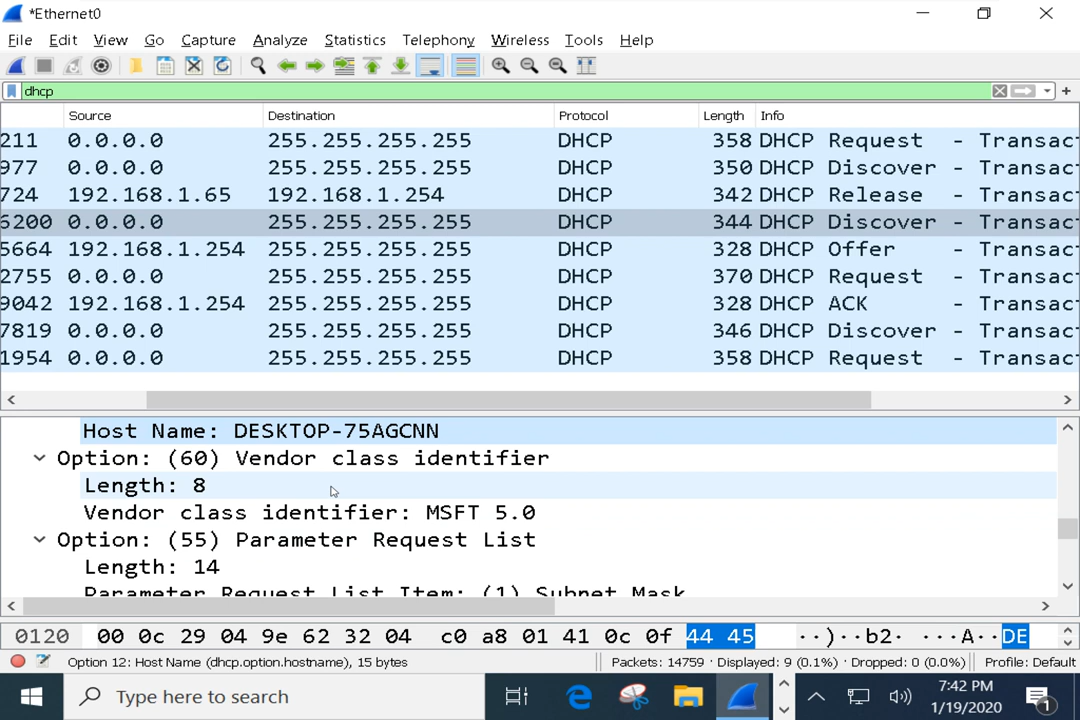 *Ethernet0
File Edit View Go Capture Analyze Statistics Telephony Wireless Tools Help
dhcp
Source Destination Protocol Length Info
211 0.0.0.0 255.255.255.255 DHCP 358 DHCP Request - Transac
977 0.0.0.0 255.255.255.255 DHCP 350 DHCP Discover - Transac
724 192.168.1.65 192.168.1.254 DHCP 342 DHCP Release - Transac
6200 0.0.0.0 255.255.255.255 DHCP 344 DHCP Discover - Transac
5664 192.168.1.254 255.255.255.255 DHCP 328 DHCP Offer - Transac
2755 0.0.0.0 255.255.255.255 DHCP 370 DHCP Request - Transac
9042 192.168.1.254 255.255.255.255 DHCP 328 DHCP ACK - Transac
7819 0.0.0.0 255.255.255.255 DHCP 346 DHCP Discover - Transac
1954 0.0.0.0 255.255.255.255 DHCP 358 DHCP Request - Transac
Host Name: DESKTOP-75AGCNN
Option: (60) Vendor class identifier
Length: 8
Vendor class identifier: MSFT 5.0
Option: (55) Parameter Request List
Length: 14
Parameter Request List Item: (1) Subnet Mask
0120 00 0c 29 04 9e 62 32 04 c0 a8 01 41 0c 0f 44 45 ··)··b2· ···A··DE
Option 12: Host Name (dhcp.option.hostname), 15 bytes Packets: 14759 · Displayed: 9 (0.1%) · Dropped: 0 (0.0%) Profile: Default
Type here to search 7:42 PM
1/19/2020 1